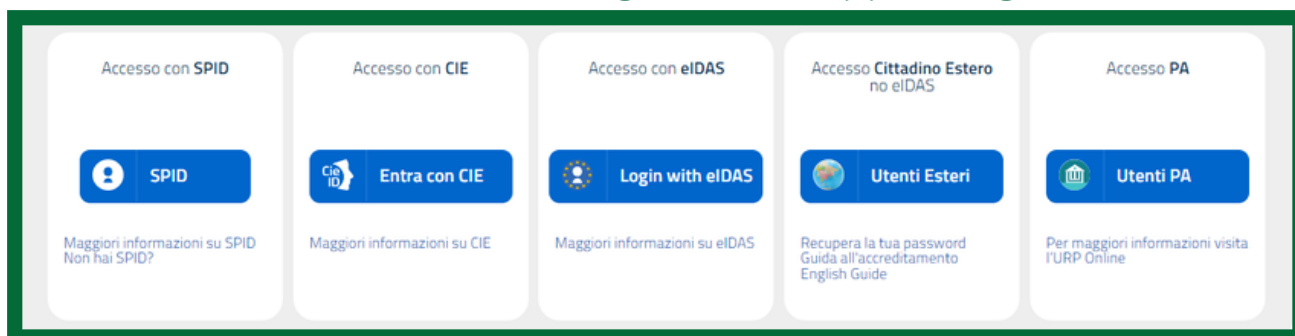 Accesso con SPID
SPID
Maggiori informazioni su SPID
Non hai SPID?
Accesso con CIE
Cie
ID
Entra con CIE
Maggiori informazioni su CIE
Accesso con eIDAS
Login with eIDAS
Maggiori informazioni su eIDAS
Accesso Cittadino Estero
no eIDAS
Utenti Esteri
Recupera la tua password
Guida all'accreditamento
English Guide
Accesso PA
Utenti PA
Per maggiori informazioni visita
l'URP Online